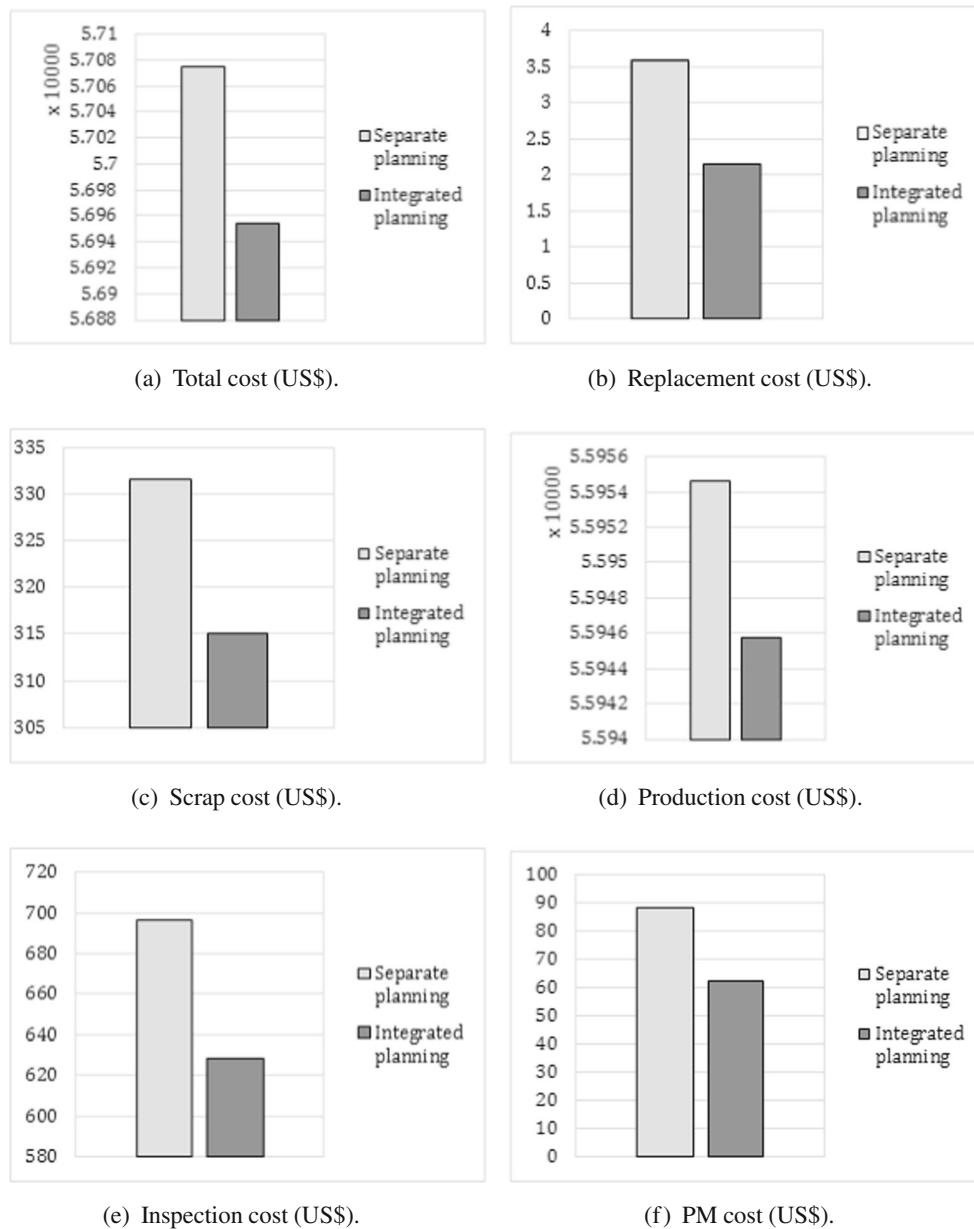 5.71
5.708
5.706
5.704
5.702
5.7
5.698
5.696
5.694
5.692
5.69
5.688
x 10000
Separate
planning
Integrated
planning
(a) Total cost (US$).
4
3.5
3
2.5
2
1.5
1
0.5
0
Separate
planning
Integrated
planning
(b) Replacement cost (US$).
335
330
325
320
315
310
305
Separate
planning
Integrated
planning
(c) Scrap cost (US$).
5.5956
5.5954
5.5952
5.595
5.5948
5.5946
5.5944
5.5942
5.594
x 10000
Separate
planning
Integrated
planning
(d) Production cost (US$).
720
700
680
660
640
620
600
580
Separate
planning
Integrated
planning
(e) Inspection cost (US$).
100
90
80
70
60
50
40
30
20
10
0
Separate
planning
Integrated
planning
(f) PM cost (US$).